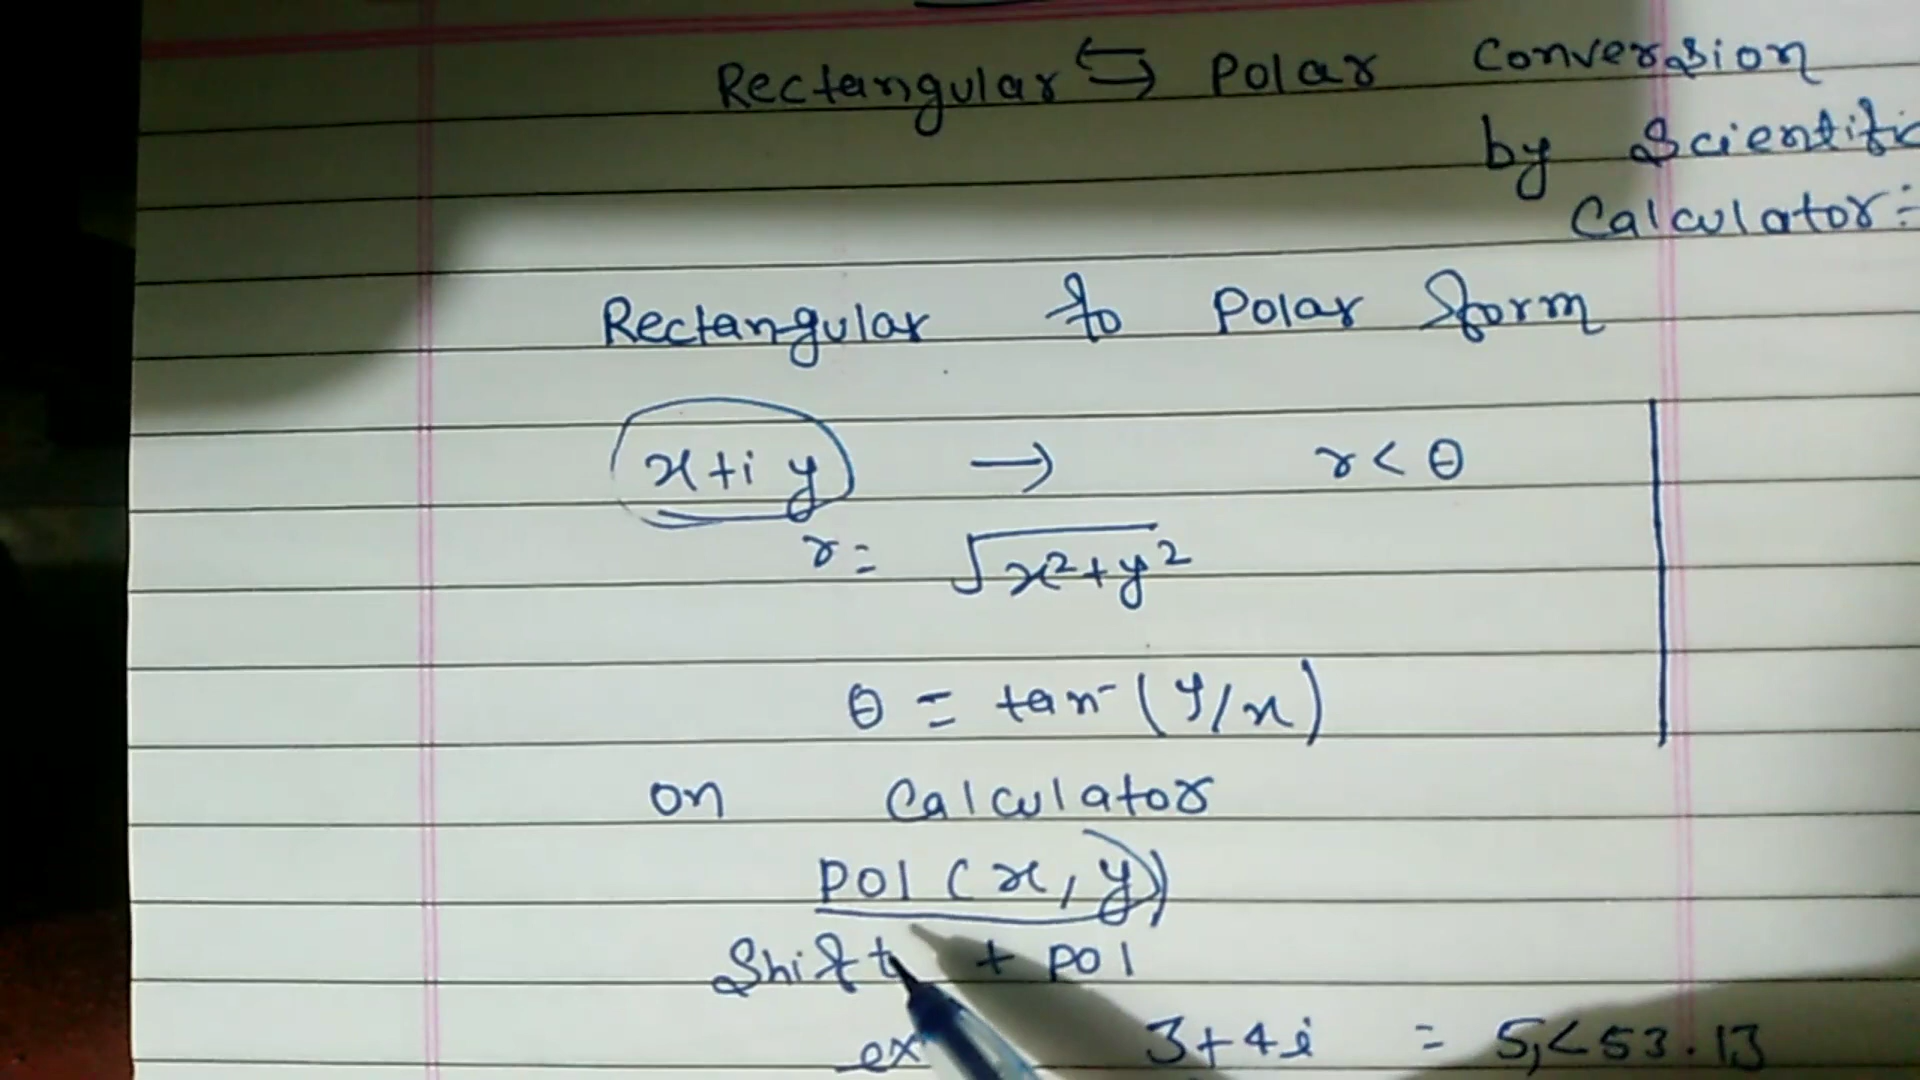 Rectangular ⇆ Polar Conversion
by Scientific
Calculator:
Rectangular to Polar form
x+iy → r<θ
r = √x²+y²
θ = tan⁻(y/x)
on Calculator
Pol(x,y)
Shift + Pol
ex 3+4i = 5,<53.13